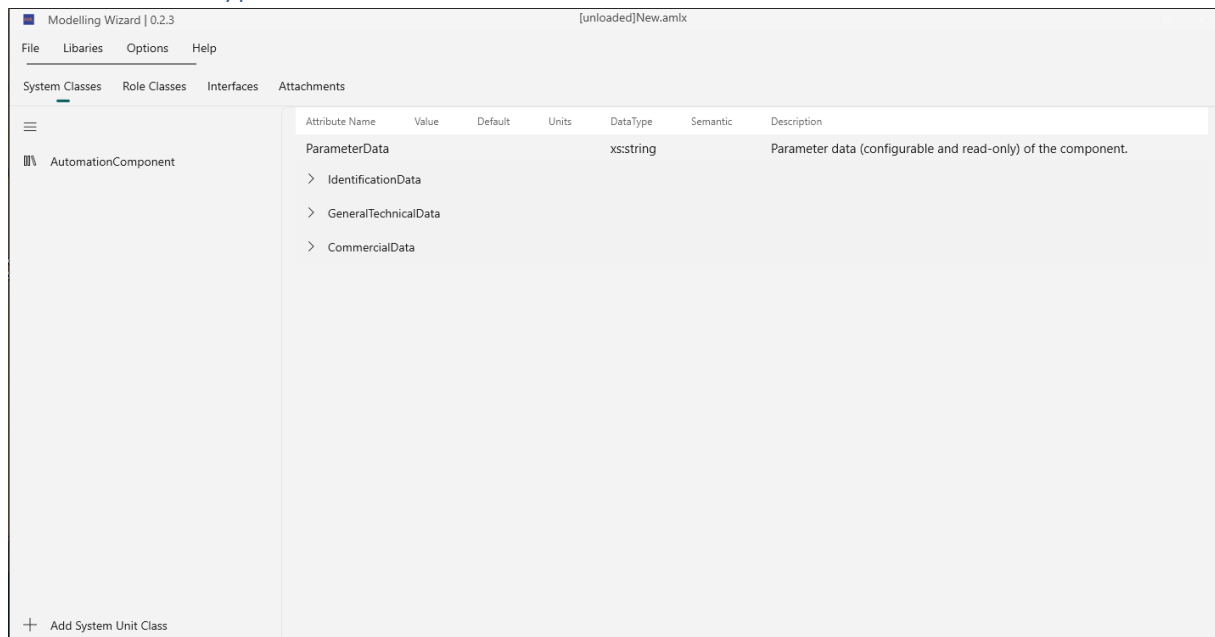 Modelling Wizard | 0.2.3
[unloaded]New.amlx
File Libaries Options Help
System Classes Role Classes Interfaces Attachments
Attribute Name Value Default Units DataType Semantic Description
AutomationComponent
ParameterData xs:string Parameter data (configurable and read-only) of the component.
IdentificationData
GeneralTechnicalData
CommercialData
Add System Unit Class